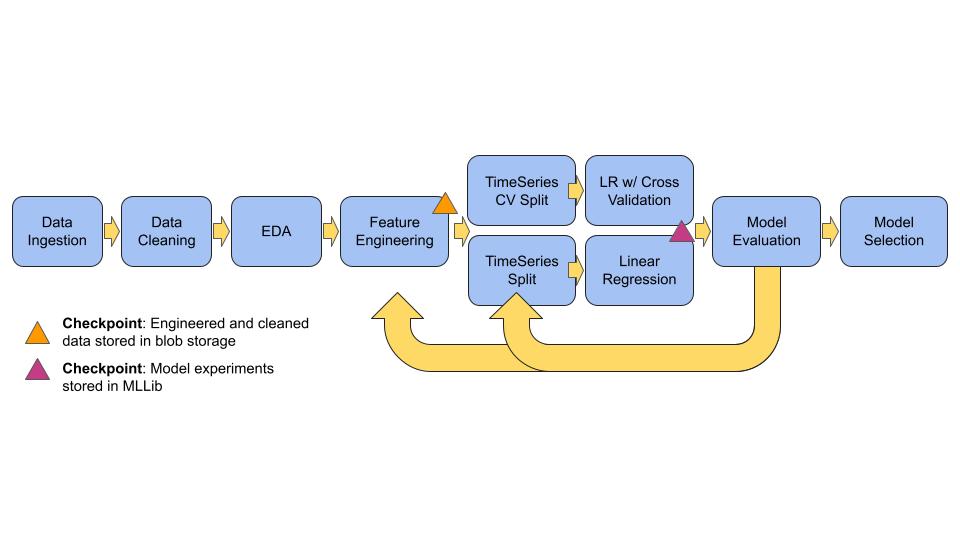 Data
Ingestion
Data
Cleaning
EDA
Feature
Engineering
TimeSeries
CV Split
LR w/ Cross
Validation
TimeSeries
Split
Linear
Regression
Model
Evaluation
Model
Selection
Checkpoint: Engineered and cleaned
data stored in blob storage
Checkpoint: Model experiments
stored in MLLib